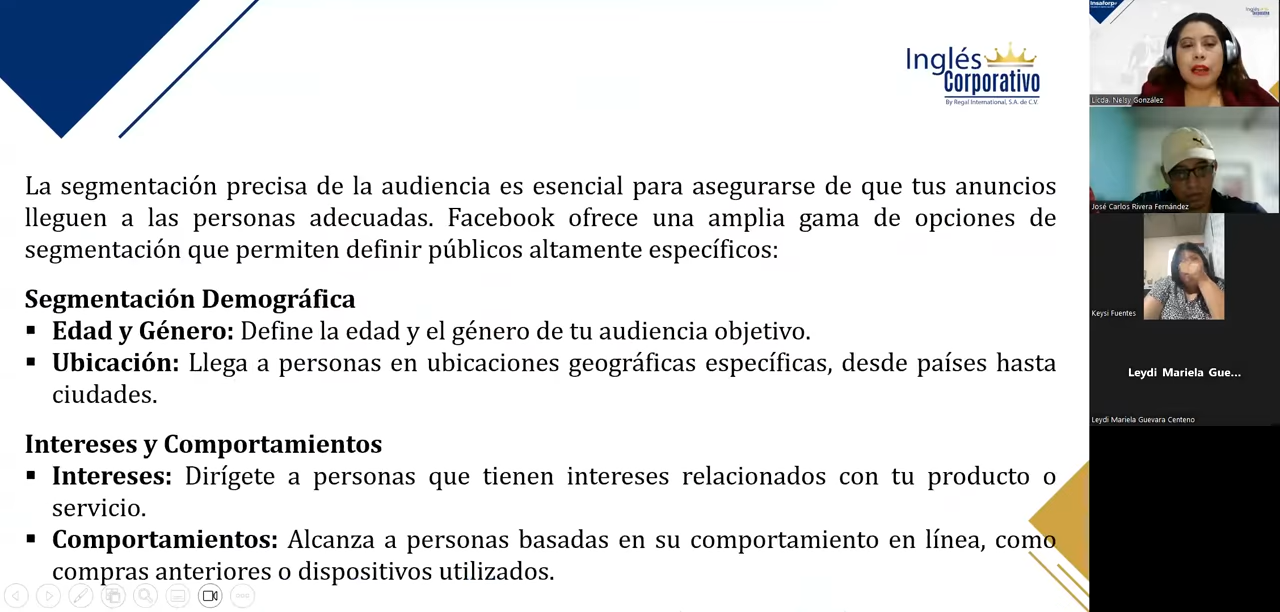 Inglés
Corporativo
By Regal International, S.A. de C.V.
La segmentación precisa de la audiencia es esencial para asegurarse de que tus anuncios
lleguen a las personas adecuadas. Facebook ofrece una amplia gama de opciones de
segmentación que permiten definir públicos altamente específicos:
Segmentación Demográfica
▪ Edad y Género: Define la edad y el género de tu audiencia objetivo.
▪ Ubicación: Llega a personas en ubicaciones geográficas específicas, desde países hasta
ciudades.
Intereses y Comportamientos
▪ Intereses: Dirígete a personas que tienen intereses relacionados con tu producto o
servicio.
▪ Comportamientos: Alcanza a personas basadas en su comportamiento en línea, como
compras anteriores o dispositivos utilizados.
Insaforp
Licda. Nelsy González
José Carlos Rivera Fernández
Keysi Fuentes
Leydi Mariela Gue...
Leydi Mariela Guevara Centeno